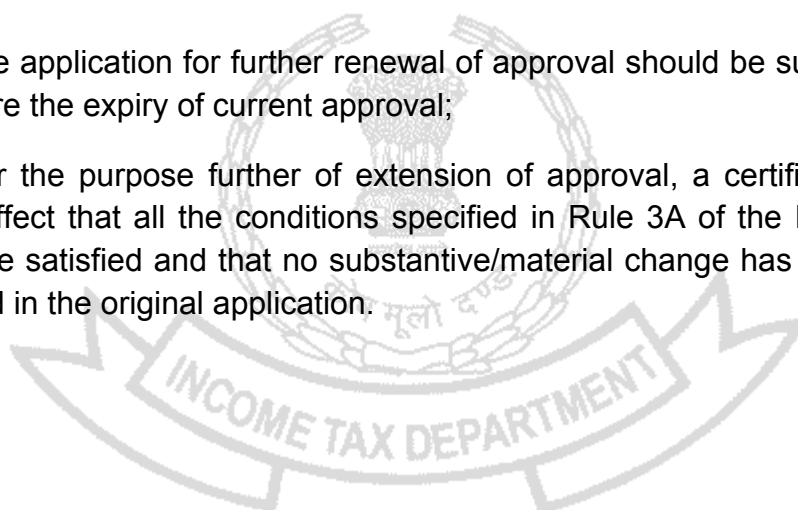 e application for further renewal of approval should be su
re the expiry of current approval;
r the purpose further of extension of approval, a certifi
ffect that all the conditions specified in Rule 3A of the
e satisfied and that no substantive/material change has
d in the original application.
मूलो
INCOME TAX DEPARTMENT